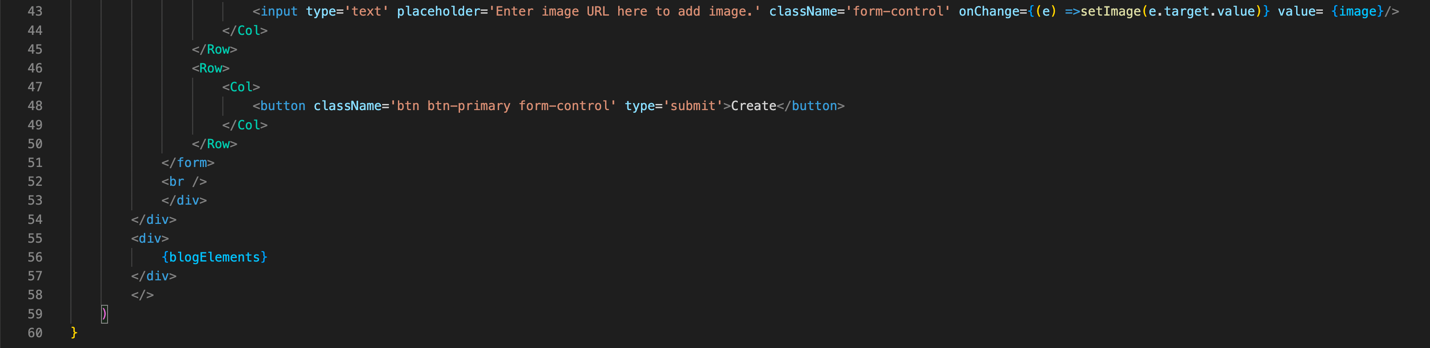 43 <input type='text' placeholder='Enter image URL here to add image.' className='form-control' onChange={(e) =>setImage(e.target.value)} value= {image}/>
44 </Col>
45 </Row>
46 <Row>
47 <Col>
48 <button className='btn btn-primary form-control' type='submit'>Create</button>
49 </Col>
50 </Row>
51 </form>
52 <br />
53 </div>
54 </div>
55 <div>
56 {blogElements}
57 </div>
58 </>
59 )
60 }